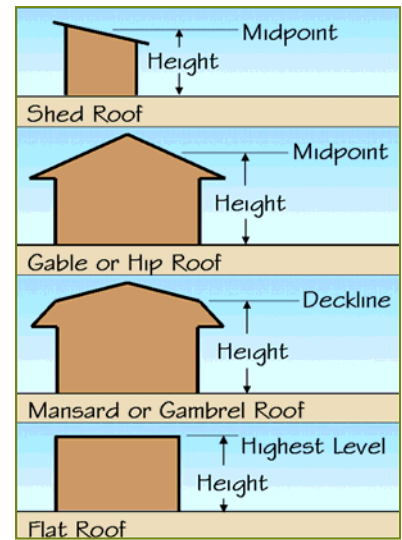 Midpoint
Height
Shed Roof
Midpoint
Height
Gable or Hip Roof
Deckline
Height
Mansard or Gambrel Roof
Highest Level
Height
Flat Roof